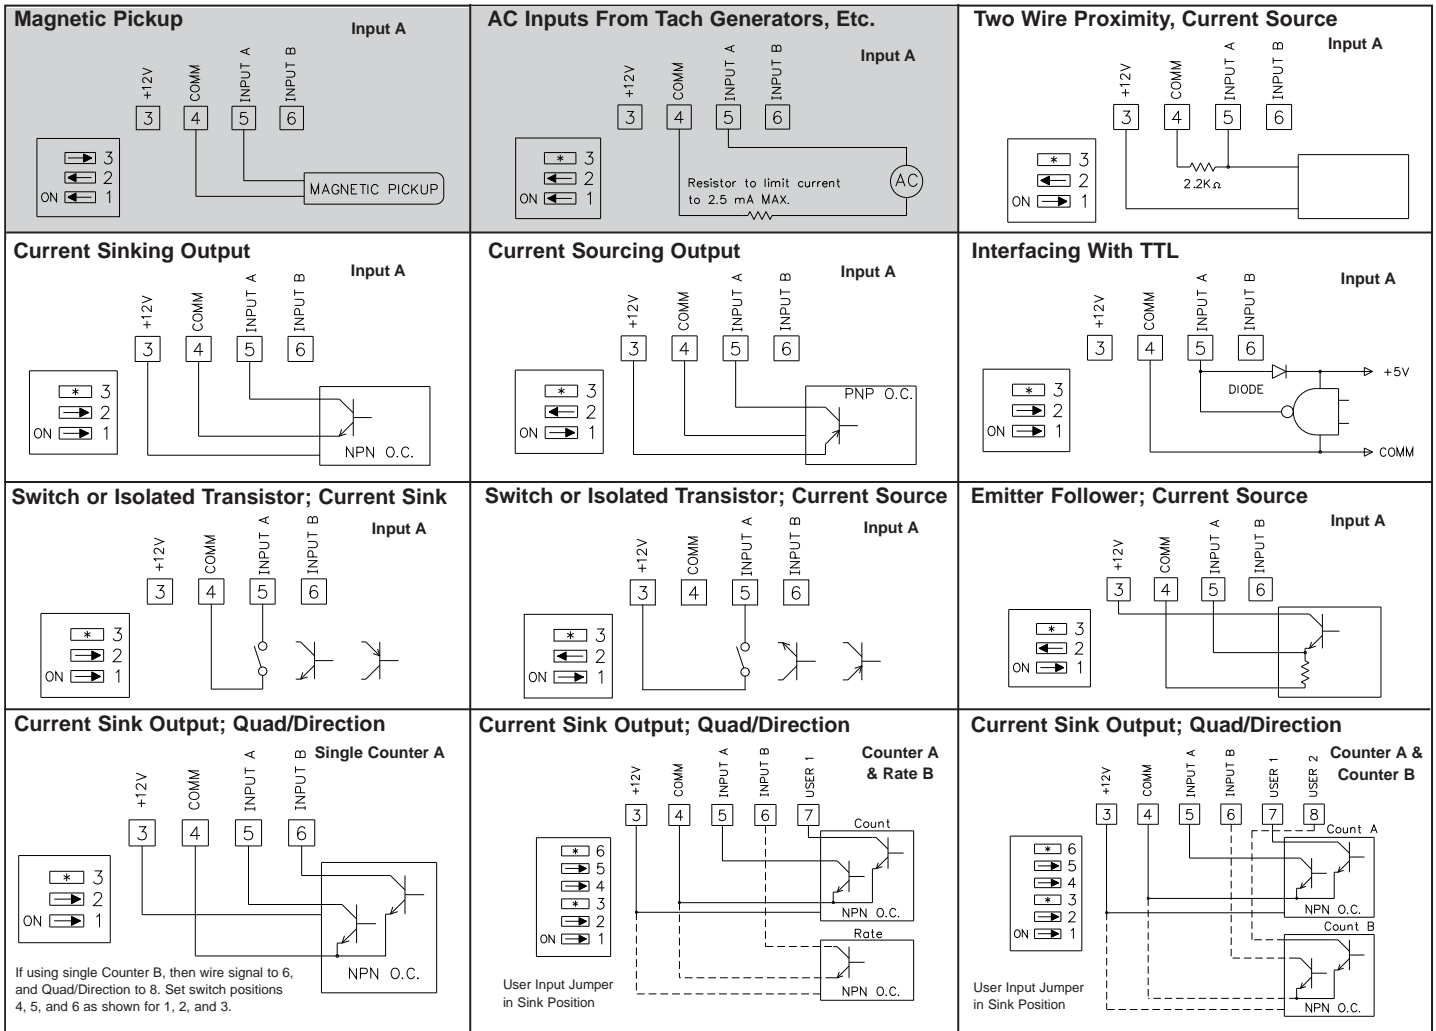 Magnetic Pickup
Input A
+12V
COMM
INPUT A
INPUT B
3
4
5
6
3
2
ON 1
MAGNETIC PICKUP
AC Inputs From Tach Generators, Etc.
Input A
+12V
COMM
INPUT A
INPUT B
3
4
5
6
* 3
2
ON 1
Resistor to limit current
to 2.5 mA MAX.
AC
Two Wire Proximity, Current Source
Input A
+12V
COMM
INPUT A
INPUT B
3
4
5
6
* 3
2
ON 1
2.2KΩ
Current Sinking Output
Input A
+12V
COMM
INPUT A
INPUT B
3
4
5
6
* 3
2
ON 1
NPN O.C.
Current Sourcing Output
Input A
+12V
COMM
INPUT A
INPUT B
3
4
5
6
* 3
2
ON 1
PNP O.C.
Interfacing With TTL
Input A
+12V
COMM
INPUT A
INPUT B
3
4
5
6
* 3
2
ON 1
DIODE
+5V
COMM
Switch or Isolated Transistor; Current Sink
Input A
+12V
COMM
INPUT A
INPUT B
3
4
5
6
* 3
2
ON 1
Switch or Isolated Transistor; Current Source
Input A
+12V
COMM
INPUT A
INPUT B
3
4
5
6
* 3
2
ON 1
Emitter Follower; Current Source
Input A
+12V
COMM
INPUT A
INPUT B
3
4
5
6
* 3
2
ON 1
Current Sink Output; Quad/Direction
Single Counter A
+12V
COMM
INPUT A
INPUT B
3
4
5
6
* 3
2
ON 1
NPN O.C.
If using single Counter B, then wire signal to 6,
and Quad/Direction to 8. Set switch positions
4, 5, and 6 as shown for 1, 2, and 3.
Current Sink Output; Quad/Direction
Counter A
& Rate B
+12V
COMM
INPUT A
INPUT B
USER 1
3
4
5
6
7
* 6
5
4
* 3
2
ON 1
Count
NPN O.C.
Rate
NPN O.C.
User Input Jumper
in Sink Position
Current Sink Output; Quad/Direction
Counter A &
Counter B
+12V
COMM
INPUT A
INPUT B
USER 1
USER 2
3
4
5
6
7
8
* 6
5
4
* 3
2
ON 1
Count A
NPN O.C.
Count B
NPN O.C.
User Input Jumper
in Sink Position